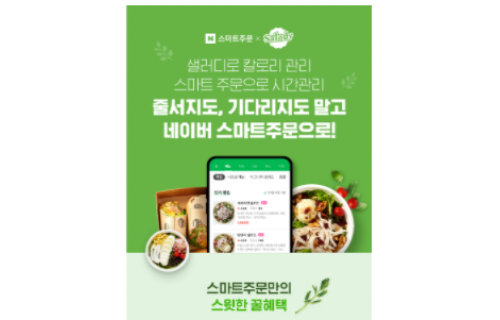 N 스마트주문 × Salady
샐러디로 칼로리 관리
스마트 주문으로 시간관리
줄서지도, 기다리지도 말고
네이버 스마트주문으로!
스마트주문만의
스윗한 꿀혜택